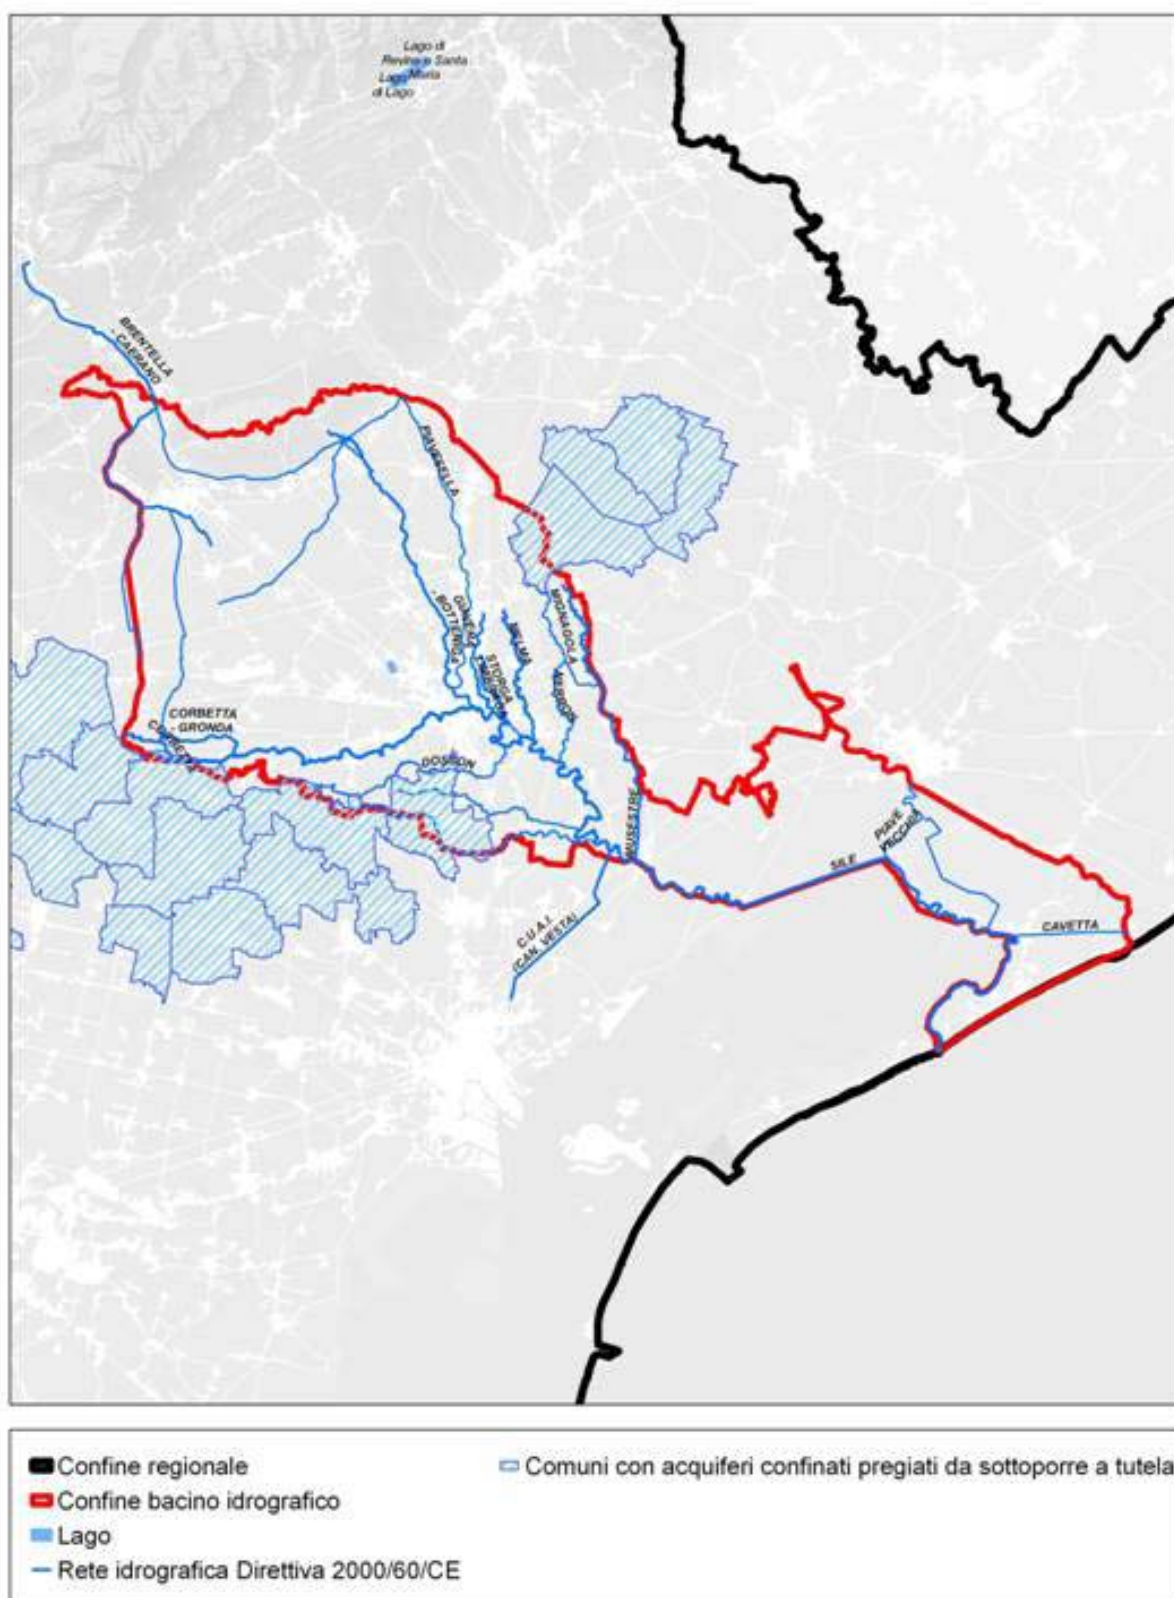 Lago di
Revine e Santa
Maria
Lago
di Lago
BRENTELLA
- CAERANO
PIAVESELLA
MIGNAGOLA
- BOTTENIGA
MELMA
STORGA
CORBETTA
- GRONDA
DOSSON
MUSESTRE
PIAVE
VECCHIA
SILE
CAVETTA
C.U.A.I.
(CAN. VESTA)
Confine regionale
Comuni con acquiferi confinati pregiati da sottoporre a tutela
Confine bacino idrografico
Lago
Rete idrografica Direttiva 2000/60/CE